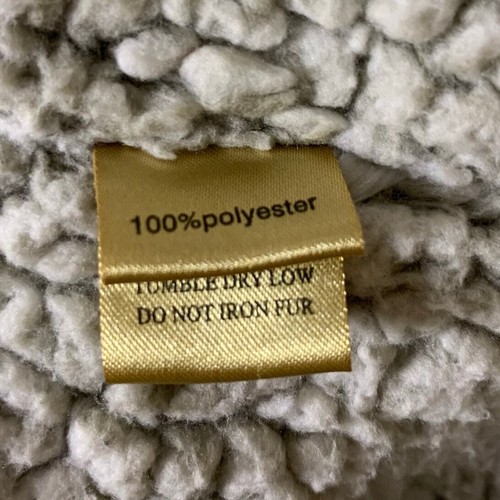 100%polyester
TUMBLE DRY LOW
DO NOT IRON FUR